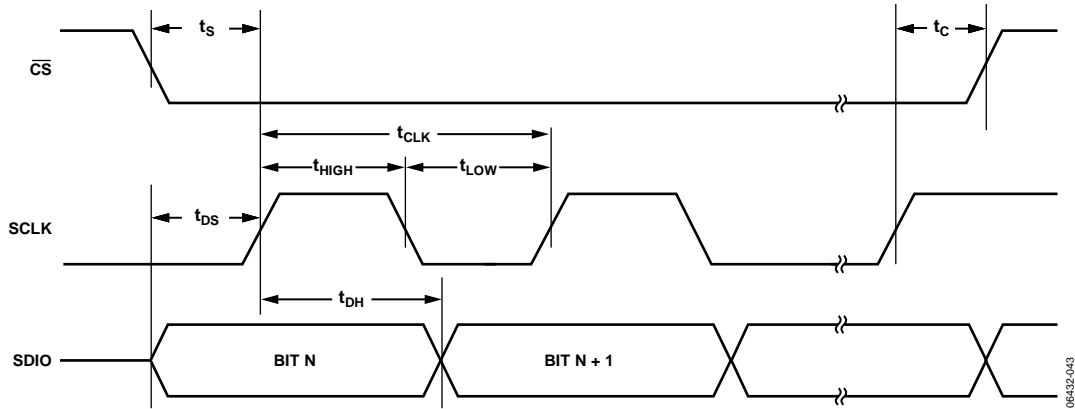 tS
tC
CS
tCLK
tHIGH
tLOW
tDS
SCLK
tDH
SDIO
BIT N
BIT N + 1
06432-043